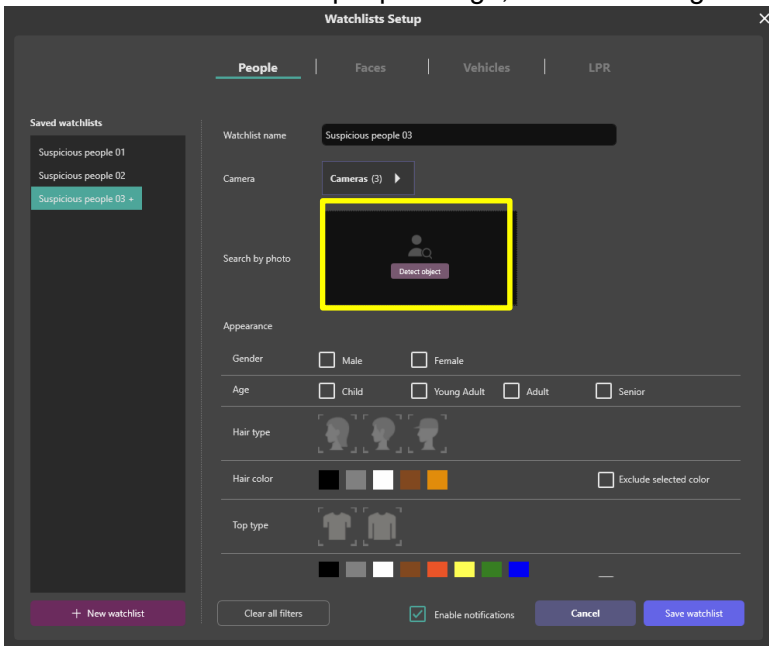 Watchlists Setup
People Faces Vehicles LPR
Saved watchlists
Suspicious people 01
Suspicious people 02
Suspicious people 03 +
+ New watchlist
Watchlist name Suspicious people 03
Camera Cameras (3)
Search by photo Detect object
Appearance
Gender Male Female
Age Child Young Adult Adult Senior
Hair type
Hair color Exclude selected color
Top type
Clear all filters Enable notifications Cancel Save watchlist